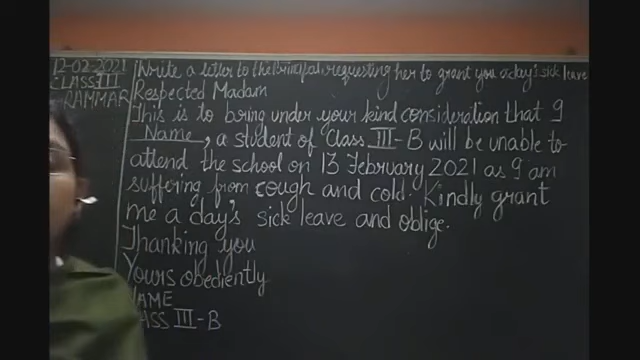 12-02-2021
CLASS III
GRAMMAR
Write a letter to the Principal requesting her to grant you a day's sick leave
Respected Madam
This is to bring under your kind consideration that I
Name, a student of Class III-B will be unable to
attend the school on 13 February 2021 as I am
suffering from cough and cold. Kindly grant
me a day's sick leave and oblige.
Thanking you
Yours obediently
NAME
CLASS III-B